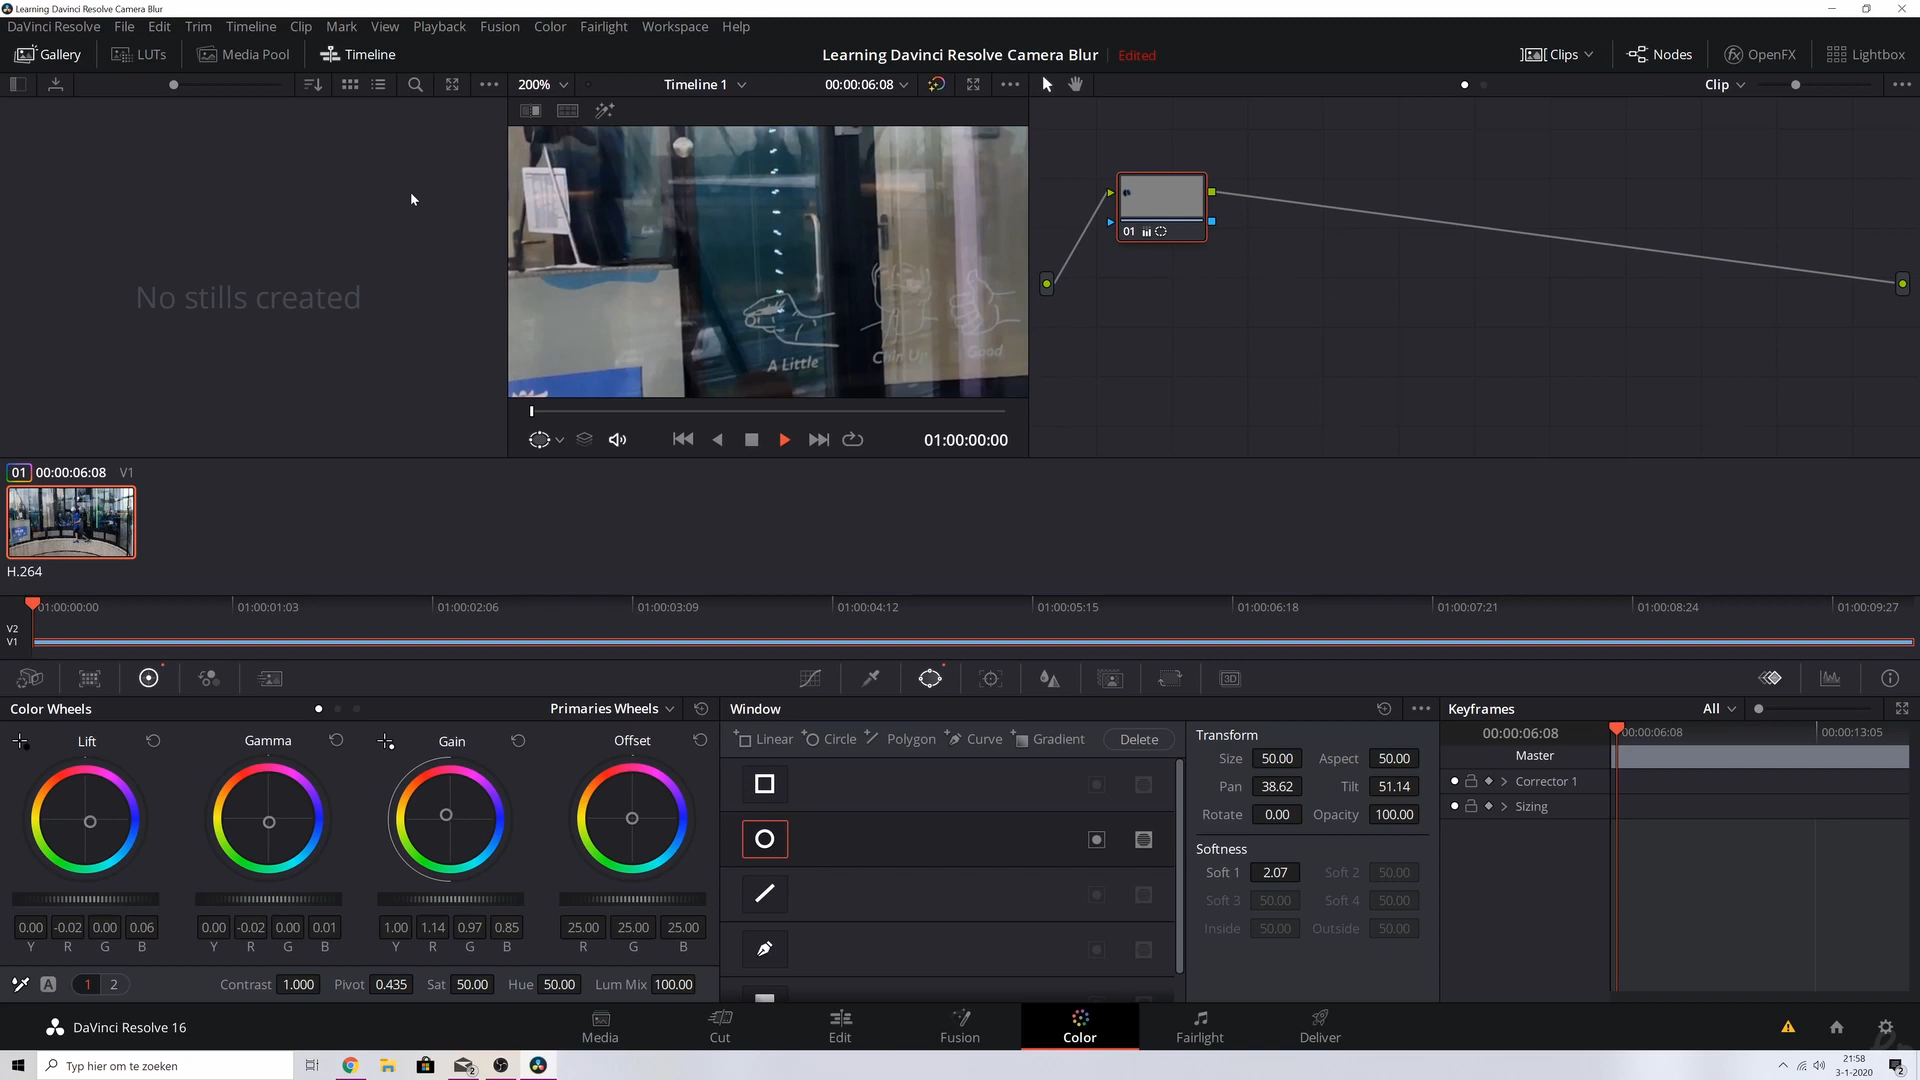 Learning Davinci Resolve Camera Blur
DaVinci Resolve File Edit Trim Timeline Clip Mark View Playback Fusion Color Fairlight Workspace Help
Gallery LUTs Media Pool Timeline Learning Davinci Resolve Camera Blur Edited Clips Nodes OpenFX Lightbox
200% Timeline 1 00:00:06:08 Clip
No stills created
A Little Chin Up Good
01
01:00:00:00
01 00:00:06:08 V1
H.264
01:00:00:00 01:00:01:03 01:00:02:06 01:00:03:09 01:00:04:12 01:00:05:15 01:00:06:18 01:00:07:21 01:00:08:24 01:00:09:27
V2
V1
3D
Color Wheels Primaries Wheels Window Keyframes All
Lift Gamma Gain Offset
Linear Circle Polygon Curve Gradient Delete
Transform
Size 50.00 Aspect 50.00
Pan 38.62 Tilt 51.14
Rotate 0.00 Opacity 100.00
Softness
Soft 1 2.07 Soft 2 50.00
Soft 3 50.00 Soft 4 50.00
Inside 50.00 Outside 50.00
00:00:06:08 00:00:06:08 00:00:13:05
Master
Corrector 1
Sizing
0.00 -0.02 0.00 0.06 0.00 -0.02 0.00 0.01 1.00 1.14 0.97 0.85 25.00 25.00 25.00
Y R G B Y R G B Y R G B R G B
A 1 2 Contrast 1.000 Pivot 0.435 Sat 50.00 Hue 50.00 Lum Mix 100.00
DaVinci Resolve 16 Media Cut Edit Fusion Color Fairlight Deliver
Typ hier om te zoeken 2 21:58
3-1-2020 2